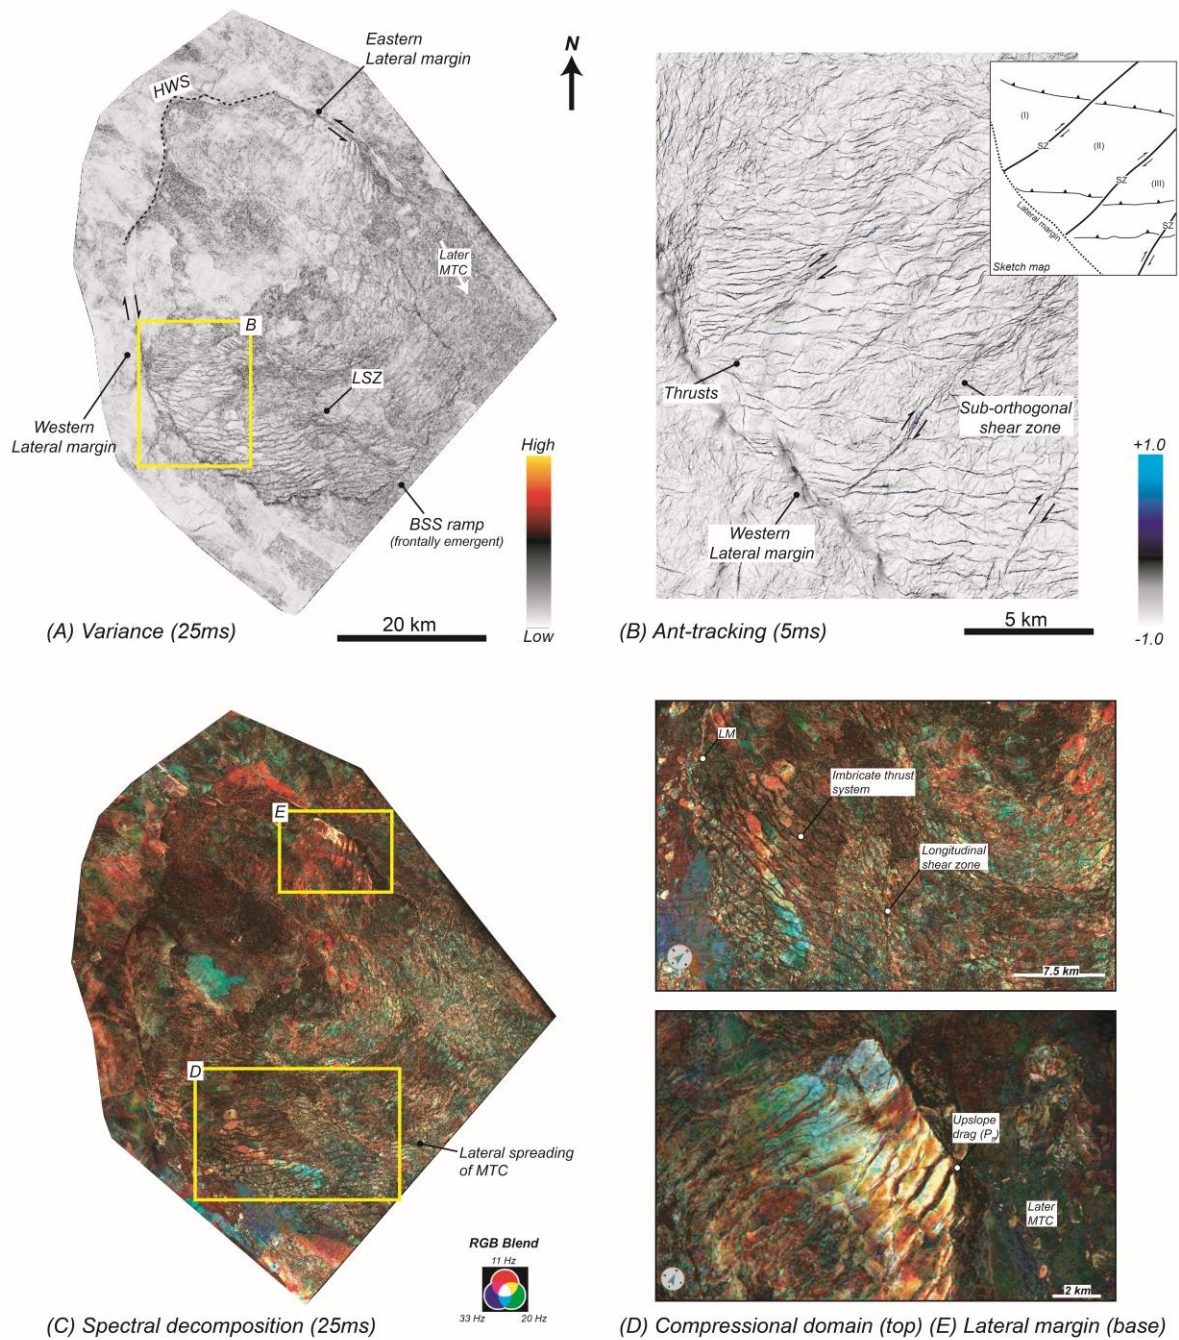 Eastern
Lateral margin
HWS
N
Later
MTC
B
LSZ
Western
Lateral margin
BSS ramp
(frontally emergent)
High
Low
(A) Variance (25ms)
20 km
(I)
SZ
(II)
SZ
(III)
SZ
Lateral margin
Sketch map
Thrusts
Sub-orthogonal
shear zone
Western
Lateral margin
+1.0
-1.0
(B) Ant-tracking (5ms)
5 km
E
D
Lateral spreading
of MTC
RGB Blend
11 Hz
33 Hz
20 Hz
(C) Spectral decomposition (25ms)
LM
Imbricate thrust
system
Longitudinal
shear zone
7.5 km
Upslope
drag
Later
MTC
2 km
(D) Compressional domain (top) (E) Lateral margin (base)